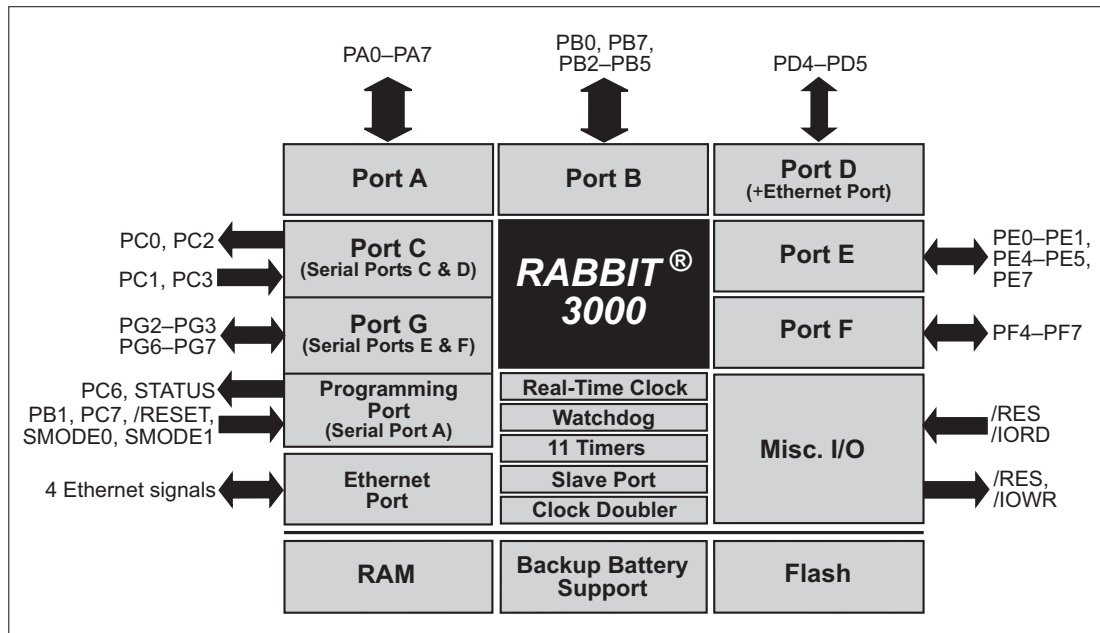 PA0–PA7
PB0, PB7,
PB2–PB5
PD4–PD5
Port A
Port B
Port D
(+Ethernet Port)
PC0, PC2
PC1, PC3
Port C
(Serial Ports C & D)
RABBIT ®
3000
Port E
PE0–PE1,
PE4–PE5,
PE7
PG2–PG3
PG6–PG7
Port G
(Serial Ports E & F)
Port F
PF4–PF7
PC6, STATUS
PB1, PC7, /RESET,
SMODE0, SMODE1
Programming
Port
(Serial Port A)
Real-Time Clock
Watchdog
11 Timers
Slave Port
Clock Doubler
Misc. I/O
/RES
/IORD
/RES,
/IOWR
4 Ethernet signals
Ethernet
Port
RAM
Backup Battery
Support
Flash